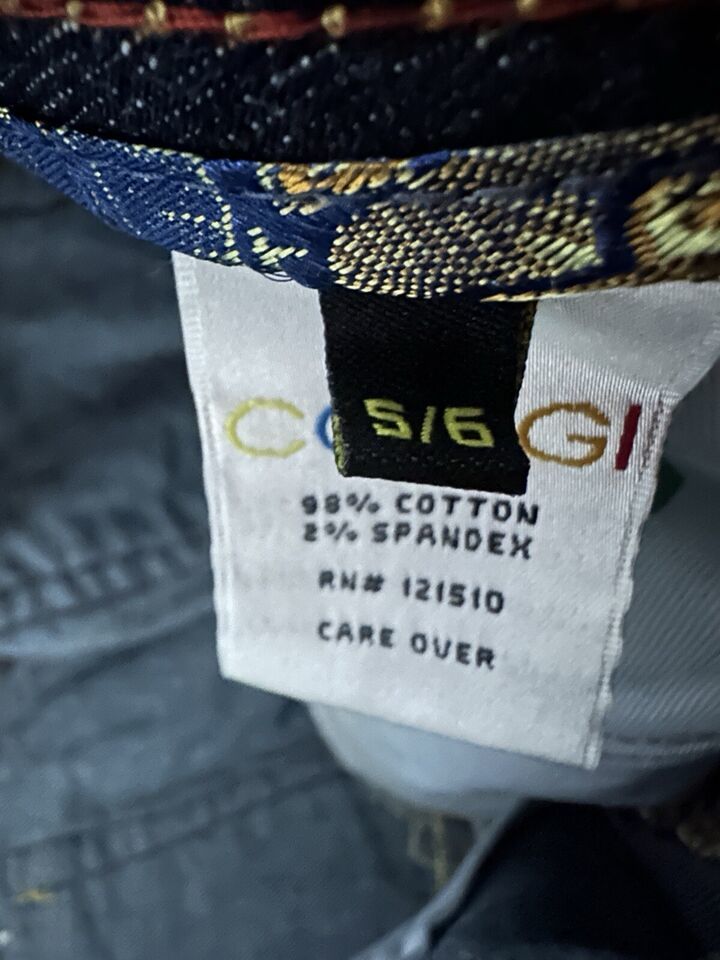 C GI
5/6
98% COTTON
2% SPANDEX
RN# 121510
CARE OVER